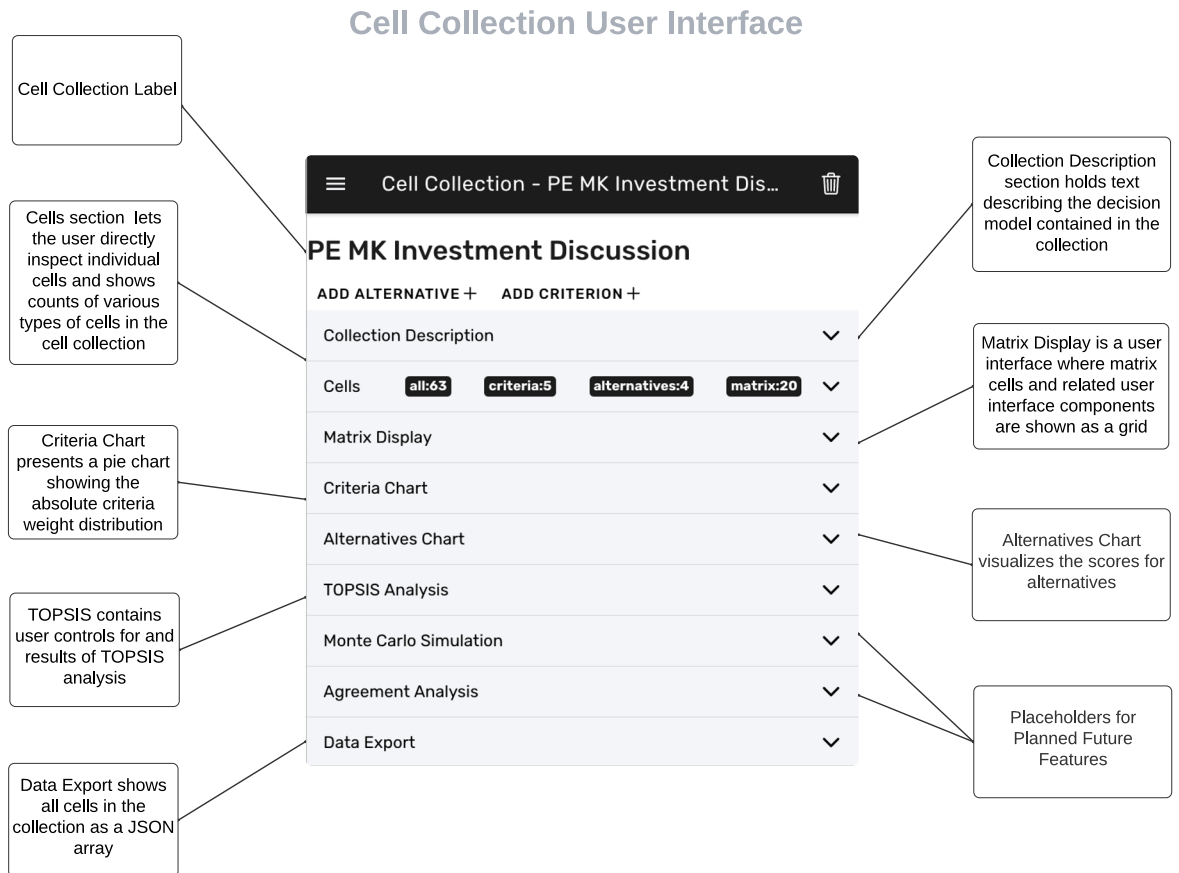 Cell Collection User Interface
Cell Collection Label
Cells section lets
the user directly
inspect individual
cells and shows
counts of various
types of cells in the
cell collection
Criteria Chart
presents a pie chart
showing the
absolute criteria
weight distribution
TOPSIS contains
user controls for and
results of TOPSIS
analysis
Data Export shows
all cells in the
collection as a JSON
array
Cell Collection - PE MK Investment Dis...
PE MK Investment Discussion
ADD ALTERNATIVE + ADD CRITERION +
Collection Description
Cells all:63 criteria:5 alternatives:4 matrix:20
Matrix Display
Criteria Chart
Alternatives Chart
TOPSIS Analysis
Monte Carlo Simulation
Agreement Analysis
Data Export
Collection Description
section holds text
describing the decision
model contained in the
collection
Matrix Display is a user
interface where matrix
cells and related user
interface components
are shown as a grid
Alternatives Chart
visualizes the scores for
alternatives
Placeholders for
Planned Future
Features